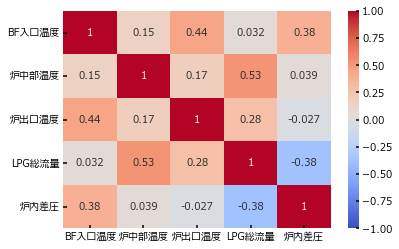 BF入口温度 1 0.15 0.44 0.032 0.38
炉中部温度 0.15 1 0.17 0.53 0.039
炉出口温度 0.44 0.17 1 0.28 -0.027
LPG総流量 0.032 0.53 0.28 1 -0.38
炉内差圧 0.38 0.039 -0.027 -0.38 1
BF入口温度 炉中部温度 炉出口温度 LPG総流量 炉内差圧
1.00
0.75
0.50
0.25
0.00
−0.25
−0.50
−0.75
−1.00